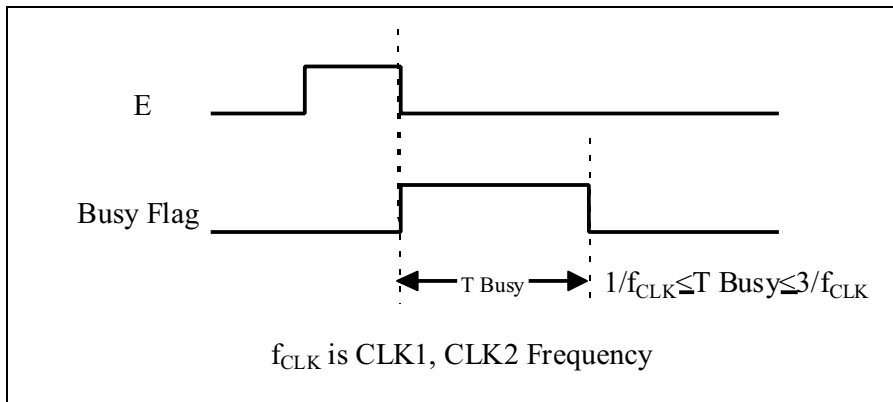 E
Busy Flag
T Busy
1/fCLK≤T Busy≤3/fCLK
fCLK is CLK1, CLK2 Frequency